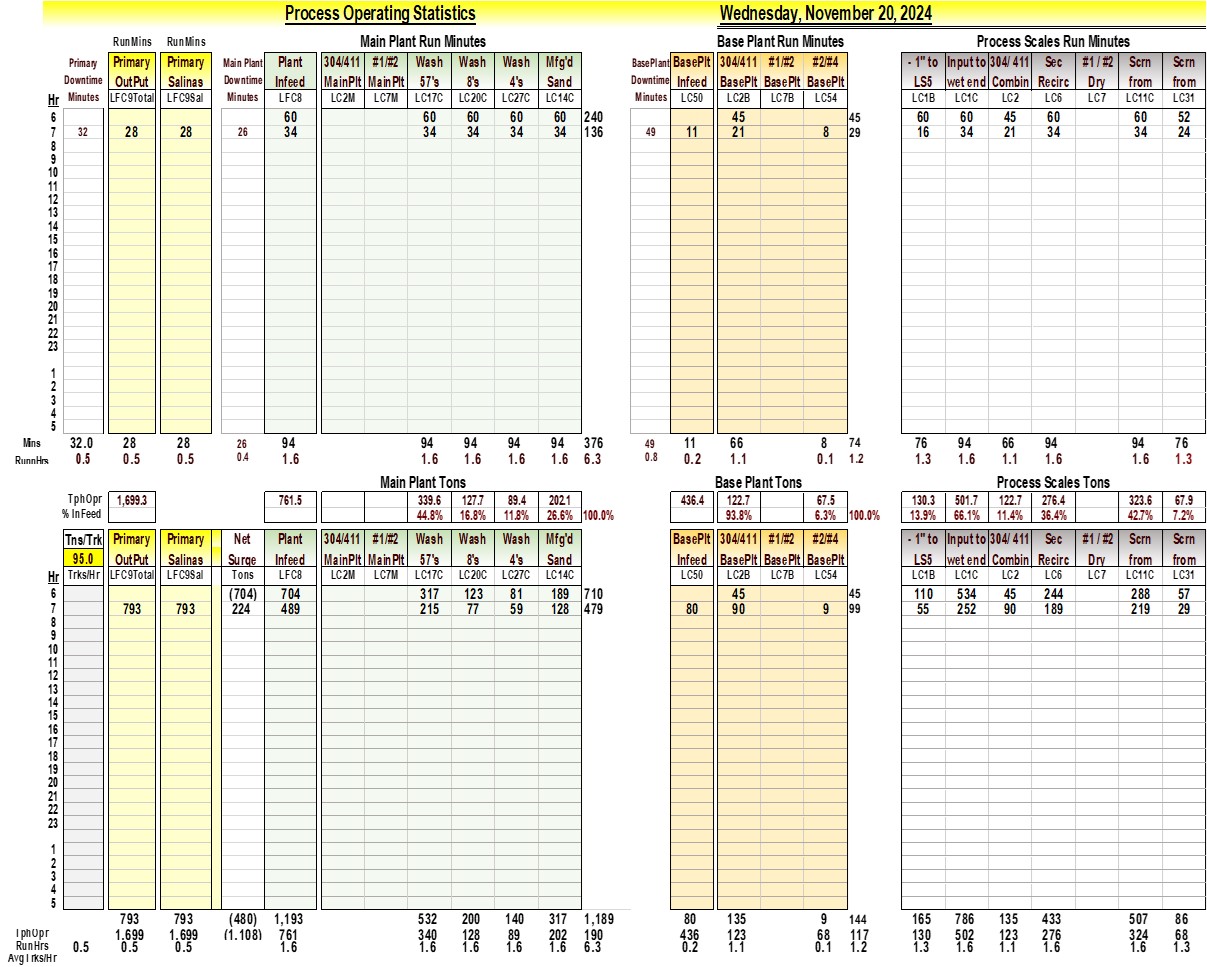 Process Operating Statistics Wednesday, November 20, 2024
RunMins RunMins Main Plant Run Minutes Base Plant Run Minutes Process Scales Run Minutes
Primary Primary Primary Main Plant Plant 304/411 #1/#2 Wash Wash Wash Mfg'd BasePlant BasePlt 304/411 #1/#2 #2/#4 - 1" to Input to 304/ 411 Sec #1 / #2 Scrn Scrn
Downtime OutPut Salinas Downtime Infeed MainPlt MainPlt 57's 8's 4's Sand Downtime Infeed BasePlt BasePlt BasePlt LS5 wet end Combin Recirc Dry from from
Hr Minutes LFC9Total LFC9Sal Minutes LFC8 LC2M LC7M LC17C LC20C LC27C LC14C Minutes LC50 LC2B LC7B LC54 LC1B LC1C LC2 LC6 LC7 LC11C LC31
6 60 60 60 60 60 240 45 45 60 60 45 60 60 52
7 32 28 28 26 34 34 34 34 34 136 49 11 21 8 29 16 34 21 34 34 24
8
9
10
11
12
13
14
15
16
17
18
19
20
21
22
23
1
2
3
4
5
Mins 32.0 28 28 26 94 94 94 94 94 376 49 11 66 8 74 76 94 66 94 94 76
RunnHrs 0.5 0.5 0.5 0.4 1.6 1.6 1.6 1.6 1.6 6.3 0.8 0.2 1.1 0.1 1.2 1.3 1.6 1.1 1.6 1.6 1.3
Main Plant Tons Base Plant Tons Process Scales Tons
TphOpr 1,699.3 761.5 339.6 127.7 89.4 202.1 436.4 122.7 67.5 130.3 501.7 122.7 276.4 323.6 67.9
% InFeed 44.8% 16.8% 11.8% 26.6% 100.0% 93.8% 6.3% 100.0% 13.9% 66.1% 11.4% 36.4% 42.7% 7.2%
Tns/Trk Primary Primary Net Plant 304/411 #1/#2 Wash Wash Wash Mfg'd BasePlt 304/411 #1/#2 #2/#4 - 1" to Input to 304/ 411 Sec #1 / #2 Scrn Scrn
95.0 OutPut Salinas Surge Infeed MainPlt MainPlt 57's 8's 4's Sand Infeed BasePlt BasePlt BasePlt LS5 wet end Combin Recirc Dry from from
Hr Trks/Hr LFC9Total LFC9Sal Tons LFC8 LC2M LC7M LC17C LC20C LC27C LC14C LC50 LC2B LC7B LC54 LC1B LC1C LC2 LC6 LC7 LC11C LC31
6 (704) 704 317 123 81 189 710 45 45 110 534 45 244 288 57
7 793 793 224 489 215 77 59 128 479 80 90 9 99 55 252 90 189 219 29
8
9
10
11
12
13
14
15
16
17
18
19
20
21
22
23
1
2
3
4
5
793 793 (480) 1,193 532 200 140 317 1,189 80 135 9 144 165 786 135 433 507 86
TphOpr 1,699 1,699 (1,108) 761 340 128 89 202 190 436 123 68 117 130 502 123 276 324 68
RunHrs 0.5 0.5 0.5 1.6 1.6 1.6 1.6 1.6 6.3 0.2 1.1 0.1 1.2 1.3 1.6 1.1 1.6 1.6 1.3
AvgTrks/Hr